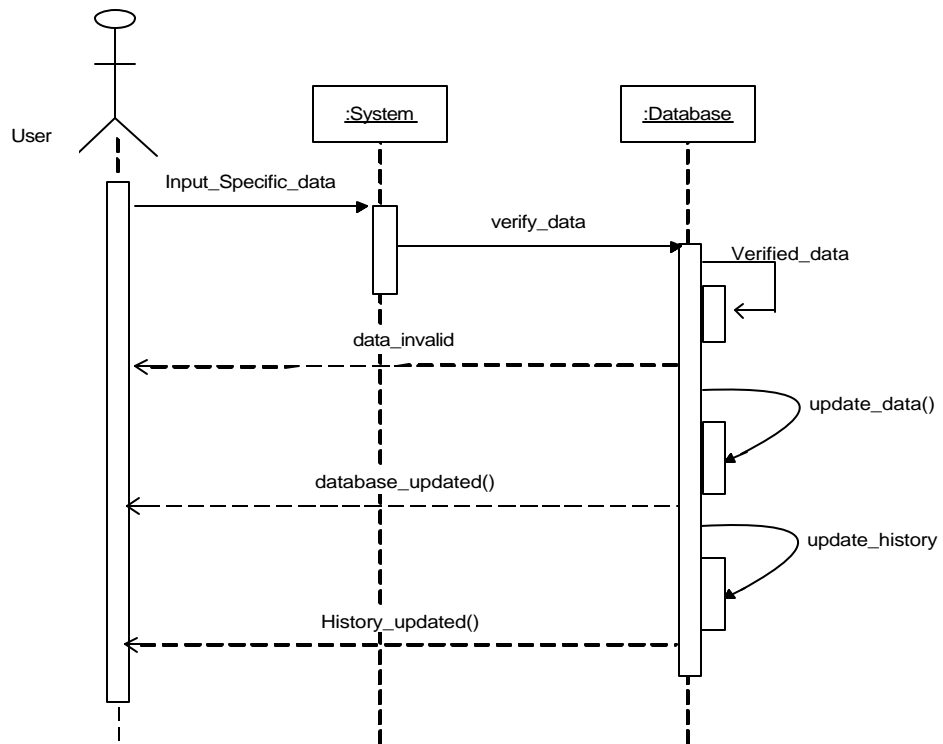 :System
:Database
User
Input_Specific_data
verify_data
Verified_data
data_invalid
update_data()
database_updated()
update_history
History_updated()